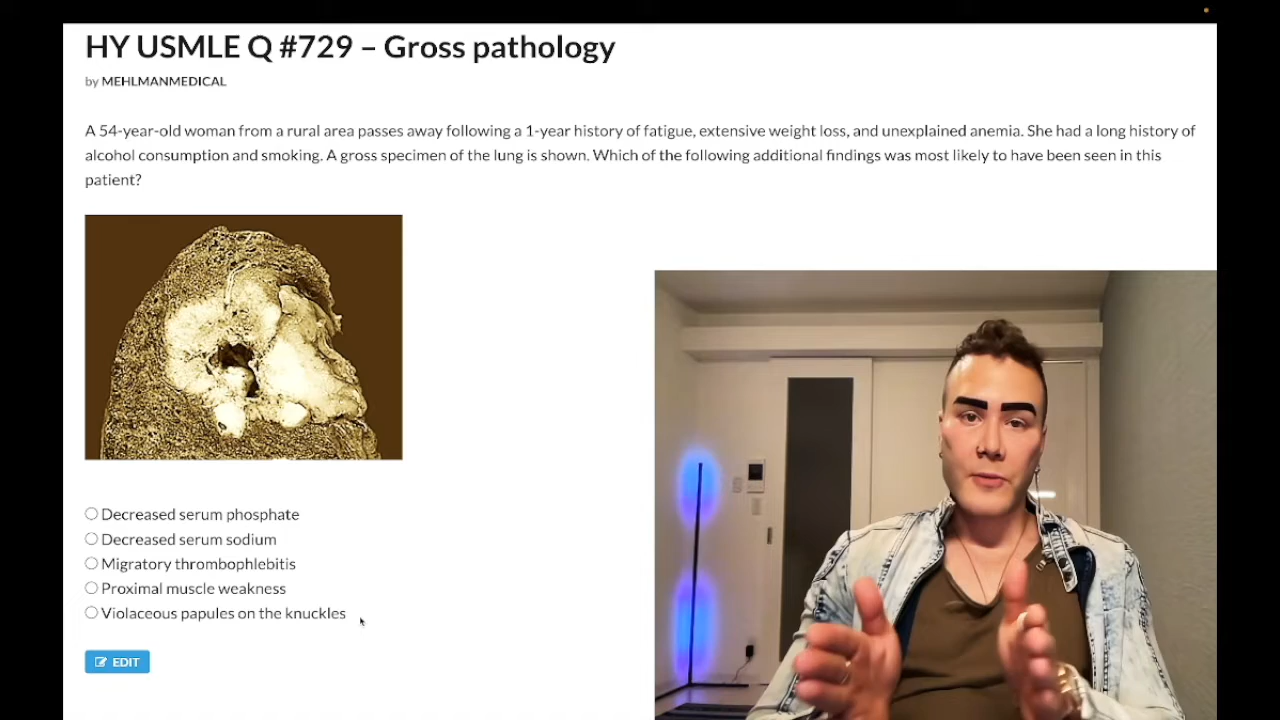 HY USMLE Q #729 – Gross pathology
by MEHLMANMEDICAL
A 54-year-old woman from a rural area passes away following a 1-year history of fatigue, extensive weight loss, and unexplained anemia. She had a long history of
alcohol consumption and smoking. A gross specimen of the lung is shown. Which of the following additional findings was most likely to have been seen in this
patient?
Decreased serum phosphate
Decreased serum sodium
Migratory thrombophlebitis
Proximal muscle weakness
Violaceous papules on the knuckles
EDIT